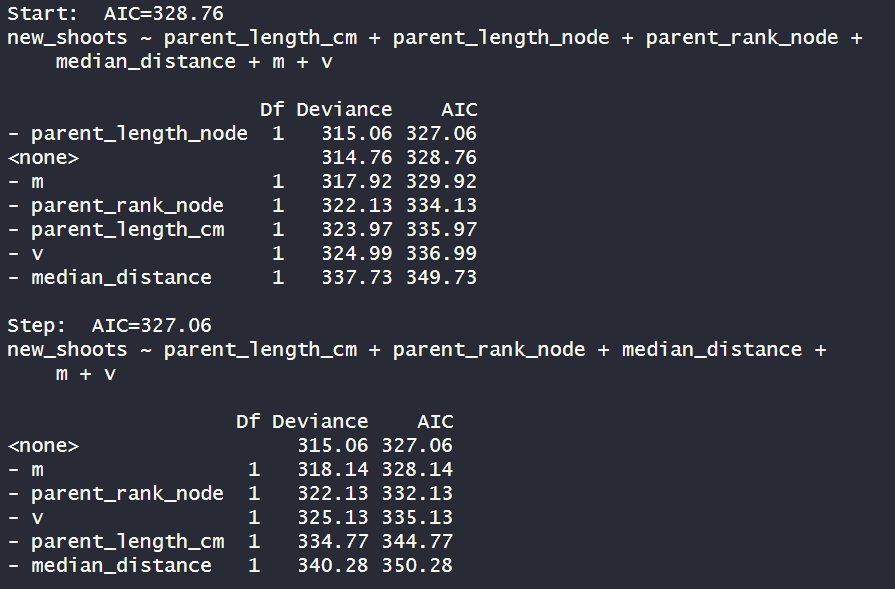 Start:  AIC=328.76
new_shoots ~ parent_length_cm + parent_length_node + parent_rank_node +
    median_distance + m + v
                     Df Deviance    AIC
- parent_length_node  1   315.06 327.06
<none>                    314.76 328.76
- m                   1   317.92 329.92
- parent_rank_node    1   322.13 334.13
- parent_length_cm    1   323.97 335.97
- v                   1   324.99 336.99
- median_distance     1   337.73 349.73
Step:  AIC=327.06
new_shoots ~ parent_length_cm + parent_rank_node + median_distance +
    m + v
                   Df Deviance    AIC
<none>                  315.06 327.06
- m                 1   318.14 328.14
- parent_rank_node  1   322.13 332.13
- v                 1   325.13 335.13
- parent_length_cm  1   334.77 344.77
- median_distance   1   340.28 350.28